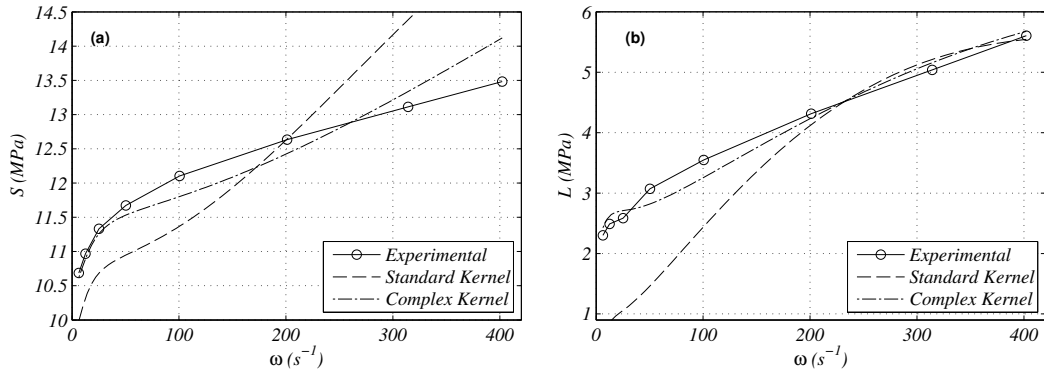 (a)
S (MPa)
14.5
14
13.5
13
12.5
12
11.5
11
10.5
10
0
100
200
300
400
ω (s⁻¹)
Experimental
Standard Kernel
Complex Kernel
(b)
L (MPa)
6
5
4
3
2
1
0
100
200
300
400
ω (s⁻¹)
Experimental
Standard Kernel
Complex Kernel